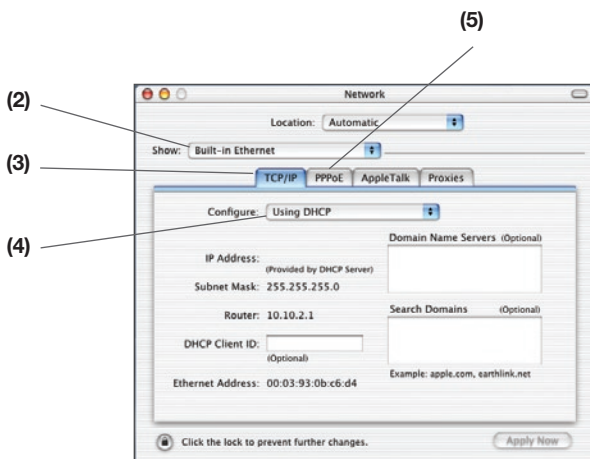 (5)
(2)
(3)
(4)
Network
Location: Automatic
Show: Built-in Ethernet
TCP/IP PPPoE AppleTalk Proxies
Configure: Using DHCP
Domain Name Servers (Optional)
IP Address:
(Provided by DHCP Server)
Subnet Mask: 255.255.255.0
Router: 10.10.2.1
Search Domains (Optional)
DHCP Client ID:
(Optional)
Example: apple.com, earthlink.net
Ethernet Address: 00:03:93:0b:c6:d4
Click the lock to prevent further changes.
Apply Now